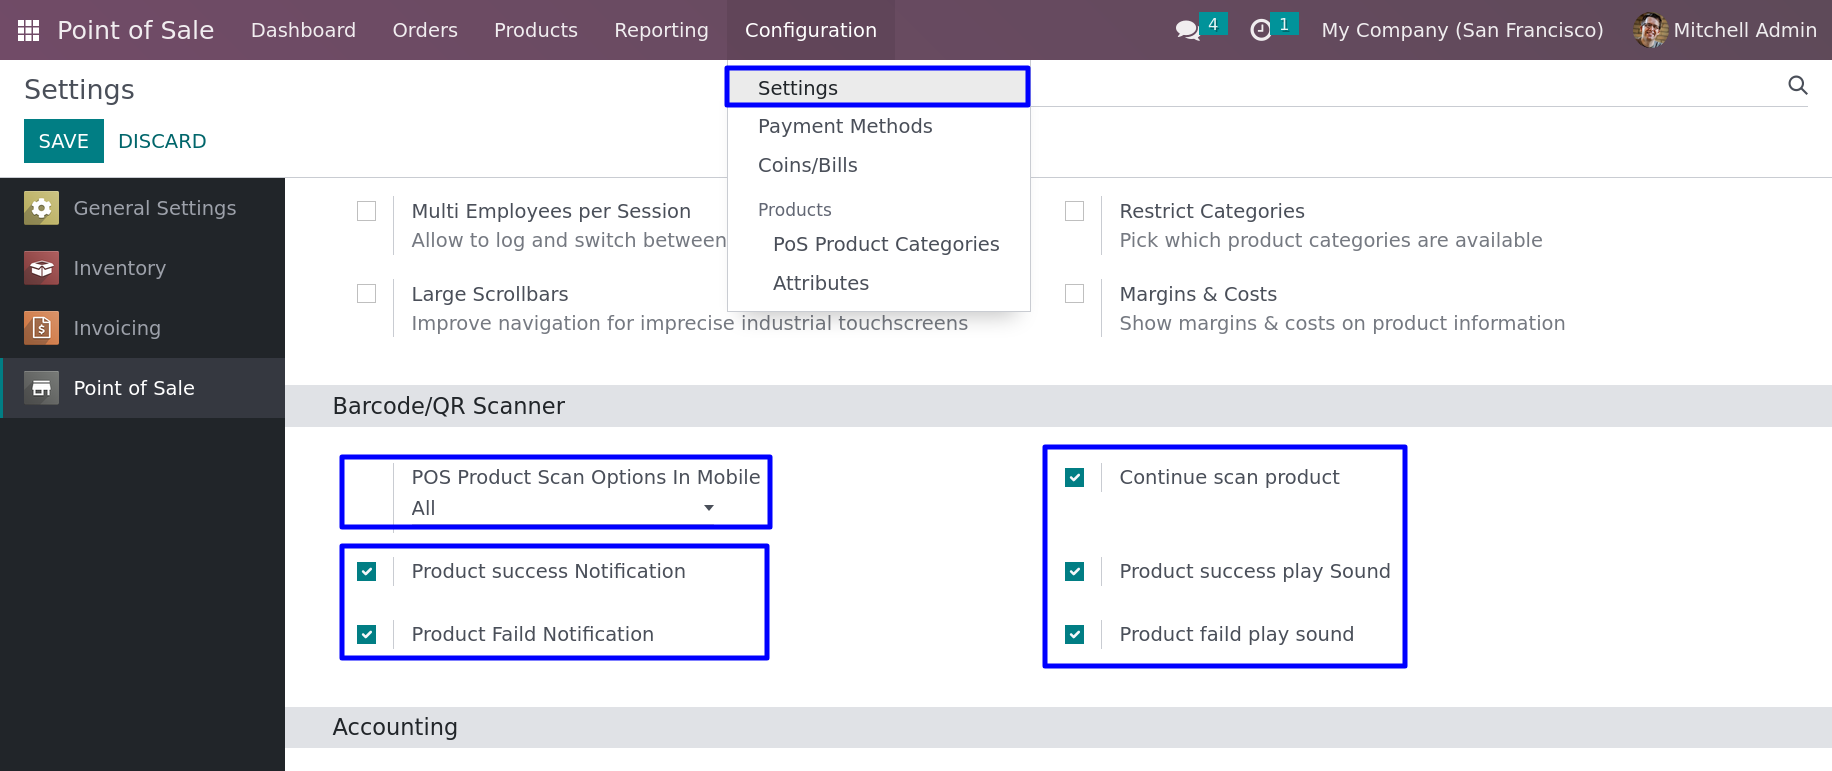 Point of Sale Dashboard Orders Products Reporting Configuration 4 1 My Company (San Francisco) Mitchell Admin
Settings
SAVE DISCARD
Settings
Payment Methods
Coins/Bills
Products
PoS Product Categories
Attributes
General Settings
Inventory
Invoicing
Point of Sale
Multi Employees per Session
Allow to log and switch between
Restrict Categories
Pick which product categories are available
Large Scrollbars
Improve navigation for imprecise industrial touchscreens
Margins & Costs
Show margins & costs on product information
Barcode/QR Scanner
POS Product Scan Options In Mobile
All
Continue scan product
Product success Notification
Product success play Sound
Product Faild Notification
Product faild play sound
Accounting